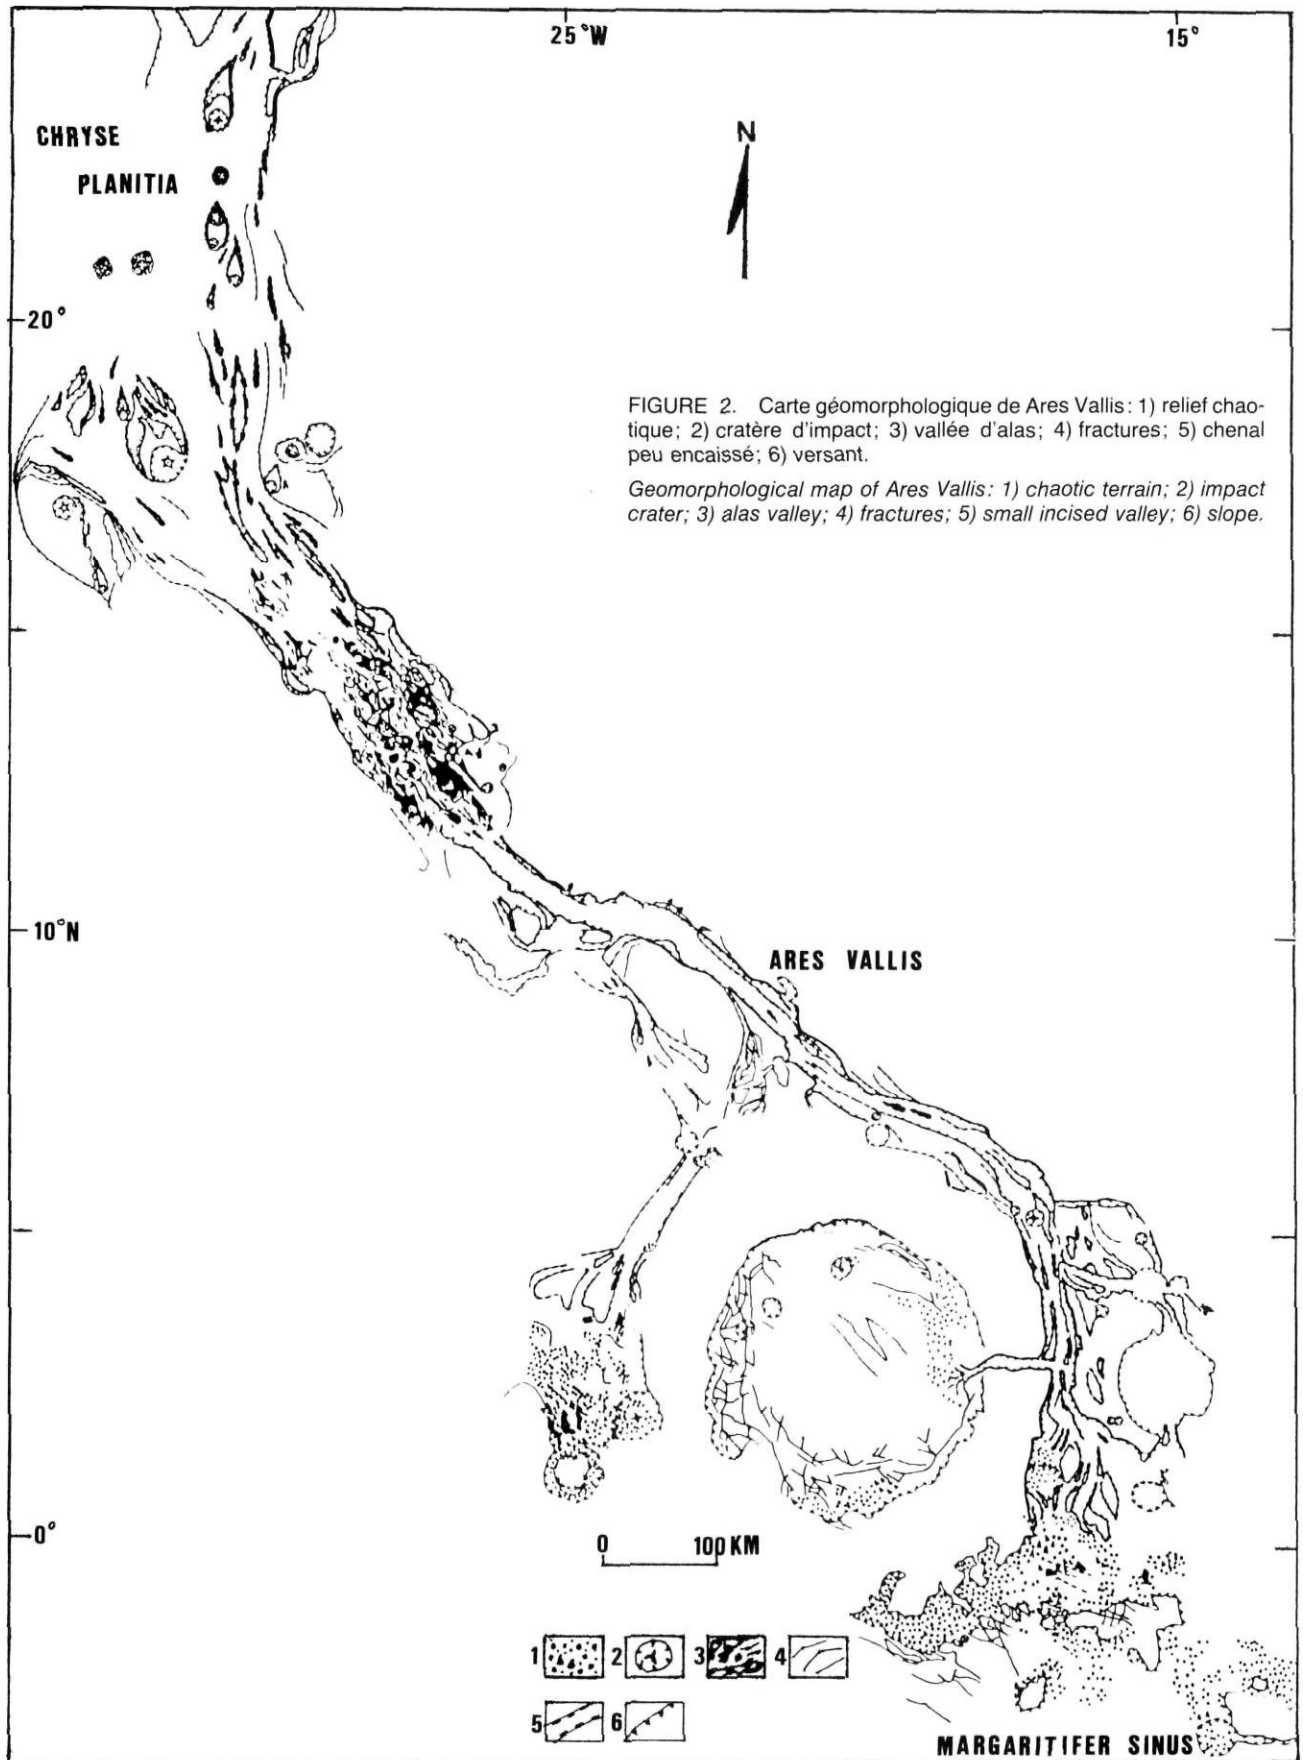 25°W
15°
N
CHRYSE
PLANITIA
20°
FIGURE 2. Carte géomorphologique de Ares Vallis: 1) relief chao-
tique; 2) cratère d'impact; 3) vallée d'alas; 4) fractures; 5) chenal
peu encaissé; 6) versant.
Geomorphological map of Ares Vallis: 1) chaotic terrain; 2) impact
crater; 3) alas valley; 4) fractures; 5) small incised valley; 6) slope.
10°N
ARES VALLIS
0°
0 100 KM
1 2 3 4
5 6
MARGARITIFER SINUS